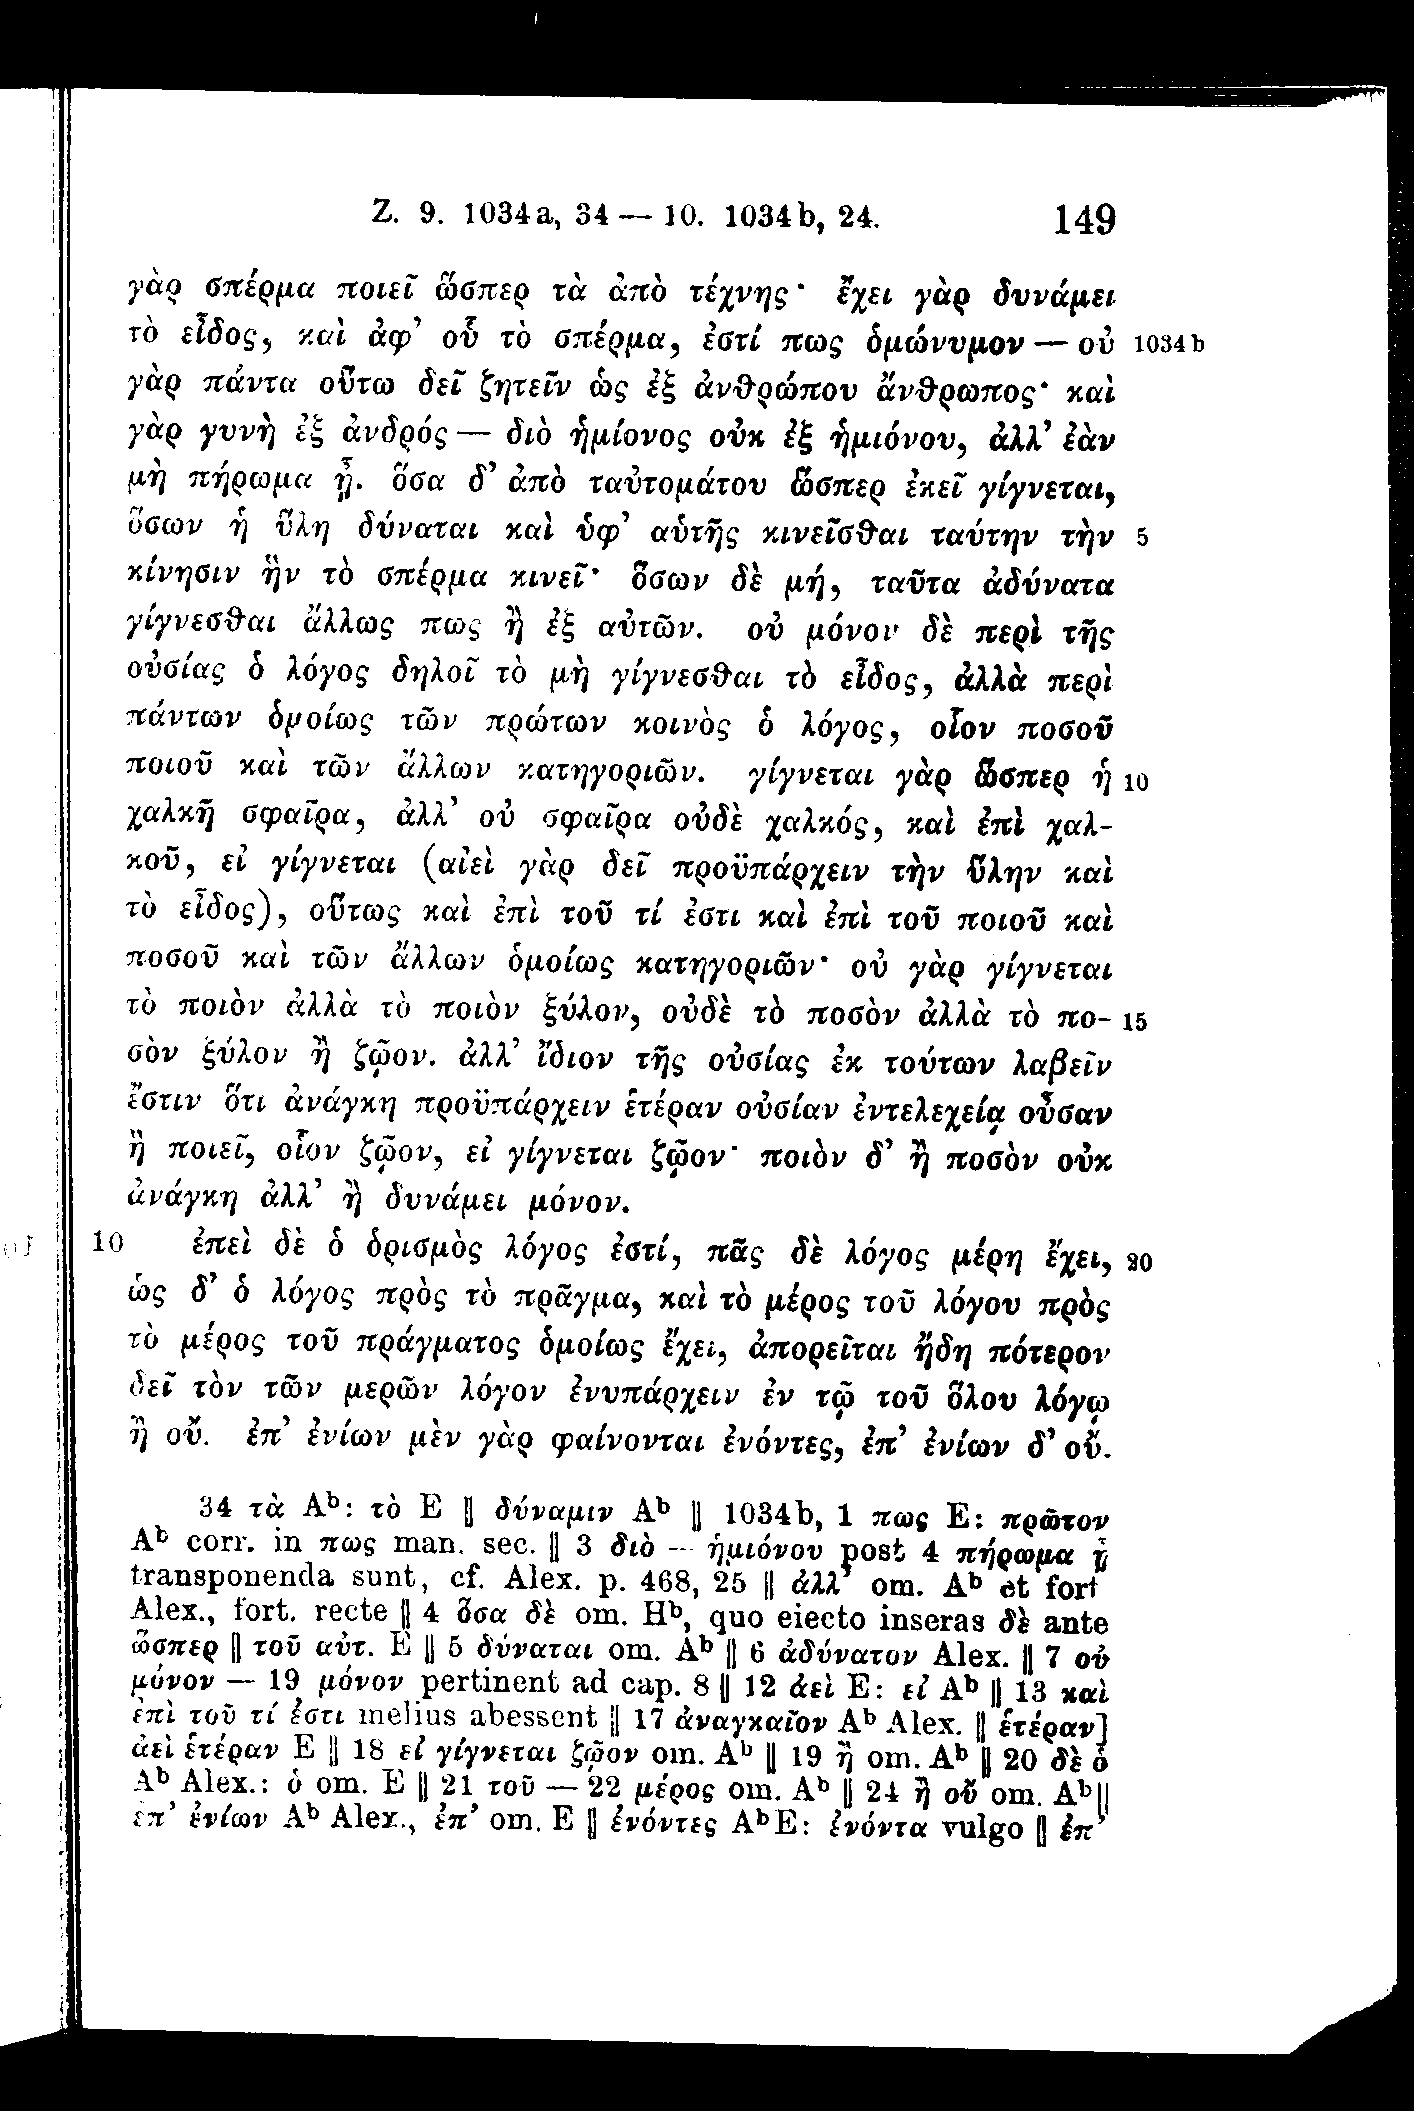 Z. 9. 1034a, 34 — 10. 1034b, 24. 149
γὰρ σπέρμα ποιεῖ ὥσπερ τὰ ἀπὸ τέχνης· ἔχει γὰρ δυνάμει
τὸ εἶδος, καὶ ἀφ’ οὗ τὸ σπέρμα, ἐστί πως ὁμώνυμον — οὐ 1034b
γὰρ πάντα οὕτω δεῖ ζητεῖν ὡς ἐξ ἀνθρώπου ἄνθρωπος· καὶ
γὰρ γυνὴ ἐξ ἀνδρός — διὸ ἡμίονος οὐκ ἐξ ἡμιόνου, ἀλλ’ ἐὰν
μὴ πήρωμα ᾖ. ὅσα δ’ ἀπὸ ταὐτομάτου ὥσπερ ἐκεῖ γίγνεται,
ὅσων ἡ ὕλη δύναται καὶ ὑφ’ αὑτῆς κινεῖσθαι ταύτην τὴν 5
κίνησιν ἣν τὸ σπέρμα κινεῖ· ὅσων δὲ μή, ταῦτα ἀδύνατα
γίγνεσθαι ἄλλως πως ἢ ἐξ αὐτῶν. οὐ μόνον δὲ περὶ τῆς
οὐσίας ὁ λόγος δηλοῖ τὸ μὴ γίγνεσθαι τὸ εἶδος, ἀλλὰ περὶ
πάντων ὁμοίως τῶν πρώτων κοινὸς ὁ λόγος, οἷον ποσοῦ
ποιοῦ καὶ τῶν ἄλλων κατηγοριῶν. γίγνεται γὰρ ὥσπερ ἡ 10
χαλκῆ σφαῖρα, ἀλλ’ οὐ σφαῖρα οὐδὲ χαλκός, καὶ ἐπὶ χαλ-
κοῦ, εἰ γίγνεται (αἰεὶ γὰρ δεῖ προϋπάρχειν τὴν ὕλην καὶ
τὸ εἶδος), οὕτως καὶ ἐπὶ τοῦ τί ἐστι καὶ ἐπὶ τοῦ ποιοῦ καὶ
ποσοῦ καὶ τῶν ἄλλων ὁμοίως κατηγοριῶν· οὐ γὰρ γίγνεται
τὸ ποιὸν ἀλλὰ τὸ ποιὸν ξύλον, οὐδὲ τὸ ποσὸν ἀλλὰ τὸ πο- 15
σὸν ξύλον ἢ ζῷον. ἀλλ’ ἴδιον τῆς οὐσίας ἐκ τούτων λαβεῖν
ἔστιν ὅτι ἀνάγκη προϋπάρχειν ἑτέραν οὐσίαν ἐντελεχείᾳ οὖσαν
ἣ ποιεῖ, οἷον ζῷον, εἰ γίγνεται ζῷον· ποιὸν δ’ ἢ ποσὸν οὐκ
ἀνάγκη ἀλλ’ ἢ δυνάμει μόνον.
10 ἐπεὶ δὲ ὁ ὁρισμὸς λόγος ἐστί, πᾶς δὲ λόγος μέρη ἔχει, 20
ὡς δ’ ὁ λόγος πρὸς τὸ πρᾶγμα, καὶ τὸ μέρος τοῦ λόγου πρὸς
τὸ μέρος τοῦ πράγματος ὁμοίως ἔχει, ἀπορεῖται ἤδη πότερον
δεῖ τὸν τῶν μερῶν λόγον ἐνυπάρχειν ἐν τῷ τοῦ ὅλου λόγῳ
ἢ οὔ. ἐπ’ ἐνίων μὲν γὰρ φαίνονται ἐνόντες, ἐπ’ ἐνίων δ’ οὔ.
34 τὰ Aᵇ: τὸ E ‖ δύναμιν Aᵇ ‖ 1034b, 1 πως E: πρῶτον
Aᵇ corr. in πως man. sec. ‖ 3 διὸ — ἡμιόνου post 4 πήρωμα ᾖ
transponenda sunt, cf. Alex. p. 468, 25 ‖ ἀλλ’ om. Aᵇ et fort
Alex., fort. recte ‖ 4 ὅσα δὲ om. Hᵇ, quo eiecto inseras δὲ ante
ὥσπερ ‖ τοῦ αὐτ. E ‖ 5 δύναται om. Aᵇ ‖ 6 ἀδύνατον Alex. ‖ 7 οὐ
μόνον — 19 μόνον pertinent ad cap. 8 ‖ 12 ἀεὶ E: εἰ Aᵇ ‖ 13 καὶ
ἐπὶ τοῦ τί ἐστι melius abessent ‖ 17 ἀναγκαῖον Aᵇ Alex. ‖ ἑτέραν]
ἀεὶ ἑτέραν E ‖ 18 εἰ γίγνεται ζῷον om. Aᵇ ‖ 19 ἢ om. Aᵇ ‖ 20 δὲ ὁ
Aᵇ Alex.: ὁ om. E ‖ 21 τοῦ — 22 μέρος om. Aᵇ ‖ 24 ἢ οὔ om. Aᵇ ‖
ἐπ’ ἐνίων Aᵇ Alex., ἐπ’ om. E ‖ ἐνόντες AᵇE: ἐνόντα vulgo ‖ ἐπ’